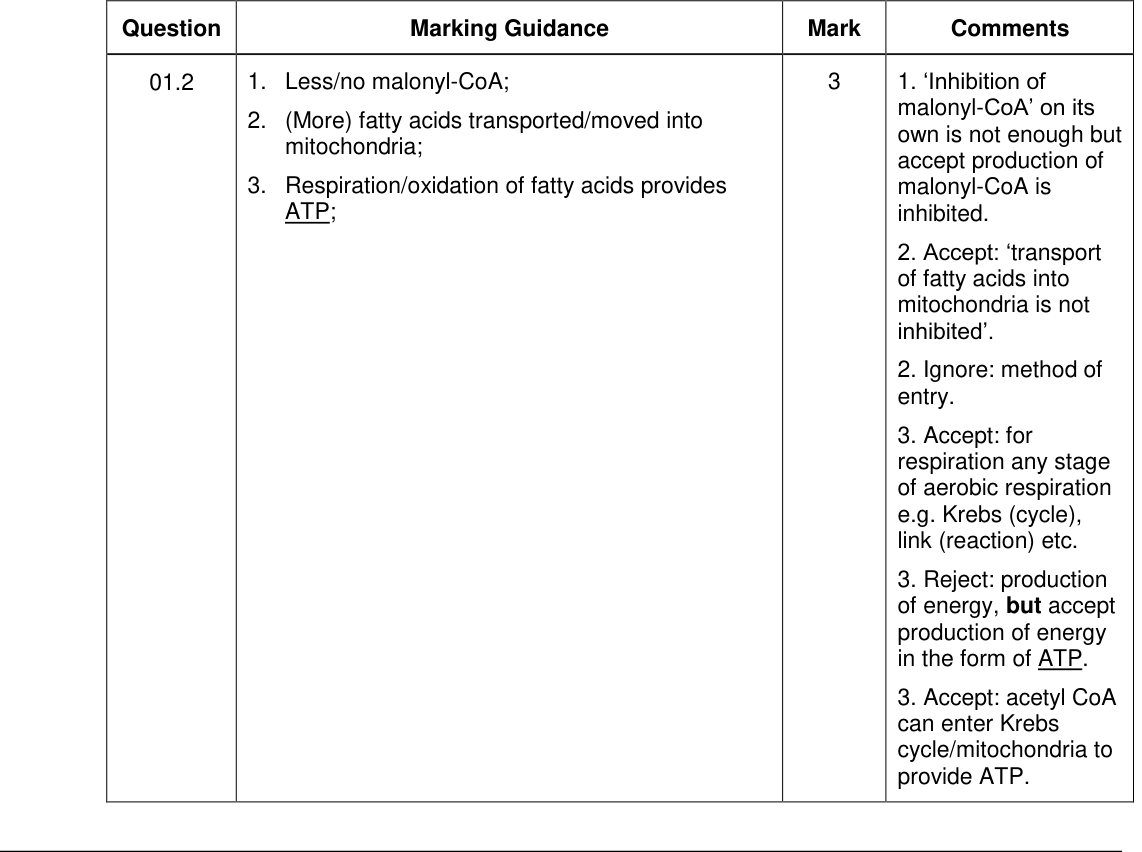 Question Marking Guidance Mark Comments
01.2
1. Less/no malonyl-CoA;
2. (More) fatty acids transported/moved into
mitochondria;
3. Respiration/oxidation of fatty acids provides
ATP;
3
1. ‘Inhibition of
malonyl-CoA’ on its
own is not enough but
accept production of
malonyl-CoA is
inhibited.
2. Accept: ‘transport
of fatty acids into
mitochondria is not
inhibited’.
2. Ignore: method of
entry.
3. Accept: for
respiration any stage
of aerobic respiration
e.g. Krebs (cycle),
link (reaction) etc.
3. Reject: production
of energy, but accept
production of energy
in the form of ATP.
3. Accept: acetyl CoA
can enter Krebs
cycle/mitochondria to
provide ATP.